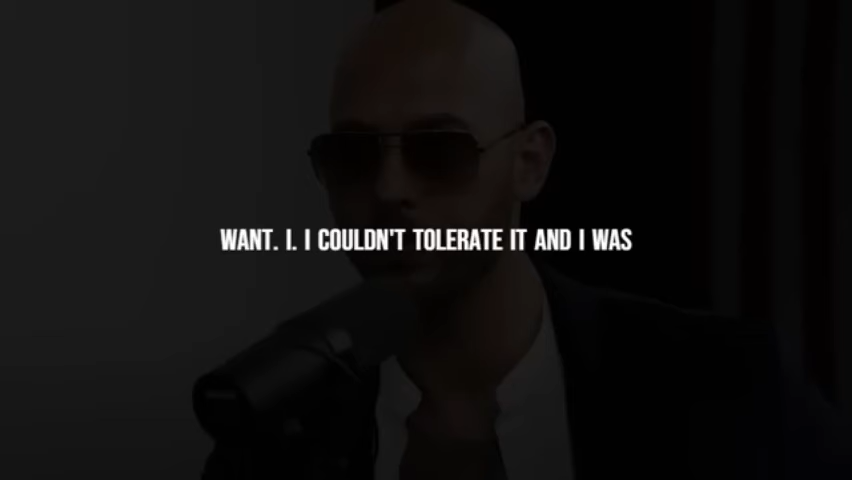 WANT. I. I COULDN'T TOLERATE IT AND I WAS